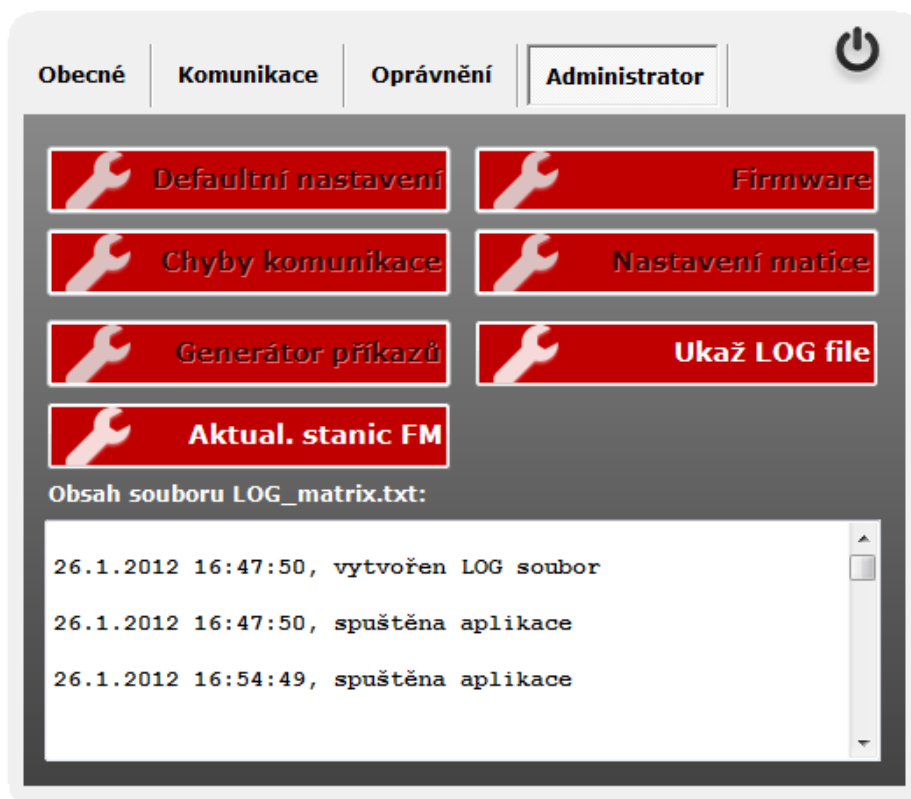 Obecné Komunikace Oprávnění Administrator
Defaultní nastavení Firmware
Chyby komunikace Nastavení matice
Generátor příkazů Ukaž LOG file
Aktual. stanic FM
Obsah souboru LOG_matrix.txt:
26.1.2012 16:47:50, vytvořen LOG soubor
26.1.2012 16:47:50, spuštěna aplikace
26.1.2012 16:54:49, spuštěna aplikace